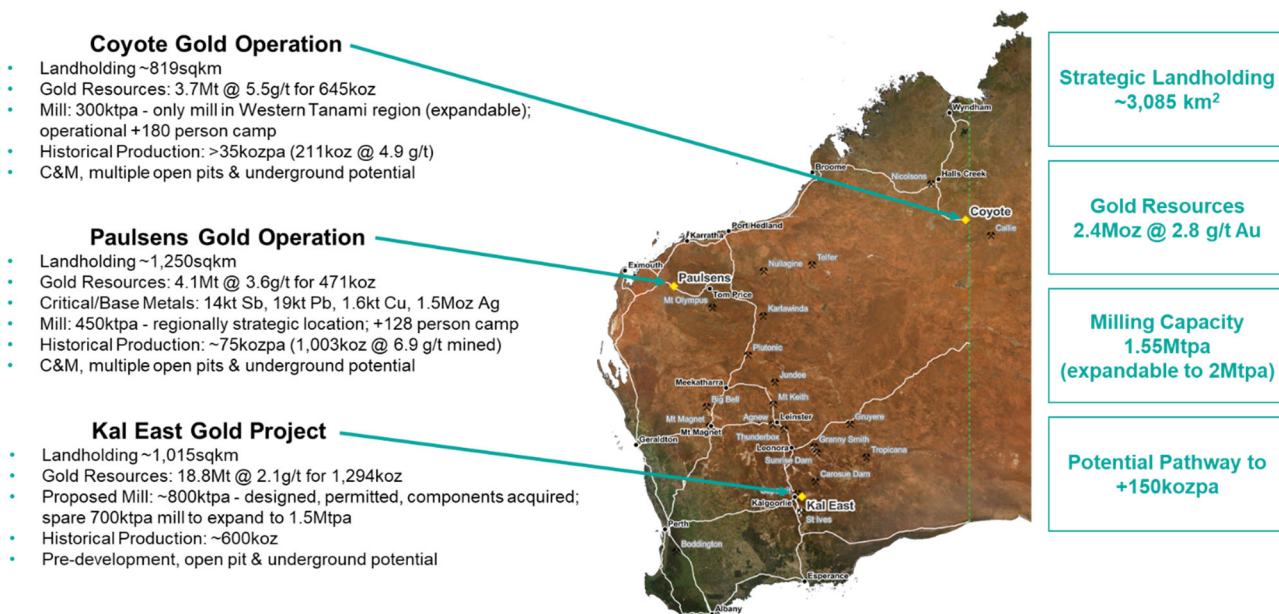 Coyote Gold Operation
• Landholding ~819sqkm
• Gold Resources: 3.7Mt @ 5.5g/t for 645koz
• Mill: 300ktpa - only mill in Western Tanami region (expandable);
operational +180 person camp
• Historical Production: >35kozpa (211koz @ 4.9 g/t)
• C&M, multiple open pits & underground potential
Paulsens Gold Operation
• Landholding ~1,250sqkm
• Gold Resources: 4.1Mt @ 3.6g/t for 471koz
• Critical/Base Metals: 14kt Sb, 19kt Pb, 1.6kt Cu, 1.5Moz Ag
• Mill: 450ktpa - regionally strategic location; +128 person camp
• Historical Production: ~75kozpa (1,003koz @ 6.9 g/t mined)
• C&M, multiple open pits & underground potential
Kal East Gold Project
• Landholding ~1,015sqkm
• Gold Resources: 18.8Mt @ 2.1g/t for 1,294koz
• Proposed Mill: ~800ktpa - designed, permitted, components acquired;
spare 700ktpa mill to expand to 1.5Mtpa
• Historical Production: ~600koz
• Pre-development, open pit & underground potential
Wyndham
Broome
Nicolsons
Halls Creek
Coyote
Callie
Port Hedland
Karratha
Exmouth
Nullagine
Telfer
Paulsens
Tom Price
Mt Olympus
Karlawinda
Plutonic
Meekatharra
Jundee
Big Bell
Mt Keith
Mt Magnet
Agnew
Leinster
Gruyere
Mt Magnet
Geraldton
Thunderbox
Granny Smith
Leonora
Sunrise Dam
Tropicana
Carosue Dam
Kalgoorlie
Kal East
St Ives
Perth
Boddington
Esperance
Albany
Strategic Landholding
~3,085 km²
Gold Resources
2.4Moz @ 2.8 g/t Au
Milling Capacity
1.55Mtpa
(expandable to 2Mtpa)
Potential Pathway to
+150kozpa